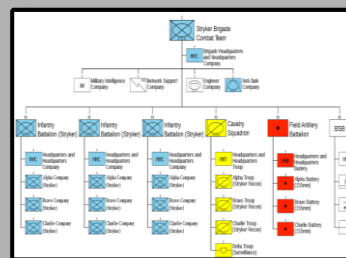 Stryker Brigade
Combat Team
HHC
Brigade Headquarters
and Headquarters
Company
Military Intelligence
Company
Network Support
Company
Engineer
Company
Anti-Tank
Company
Infantry
Battalion (Stryker)
Infantry
Battalion (Stryker)
Infantry
Battalion (Stryker)
Cavalry
Squadron
Field Artillery
Battalion
BSB
HHC
Headquarters and
Headquarters
Company
HHC
Headquarters and
Headquarters
Company
HHC
Headquarters and
Headquarters
Company
HHT
Headquarters and
Headquarters
Troop
HHB
Headquarters and
Headquarters
Battery
Alpha Company
(Stryker)
Alpha Company
(Stryker)
Alpha Company
(Stryker)
Alpha Troop
(Stryker Recon)
Alpha Battery
(155mm)
Bravo Company
(Stryker)
Bravo Company
(Stryker)
Bravo Company
(Stryker)
Bravo Troop
(Stryker Recon)
Bravo Battery
(155mm)
Charlie Company
(Stryker)
Charlie Company
(Stryker)
Charlie Company
(Stryker)
Charlie Troop
(Stryker Recon)
Charlie Battery
(155mm)
Delta Troop
(Surveillance)